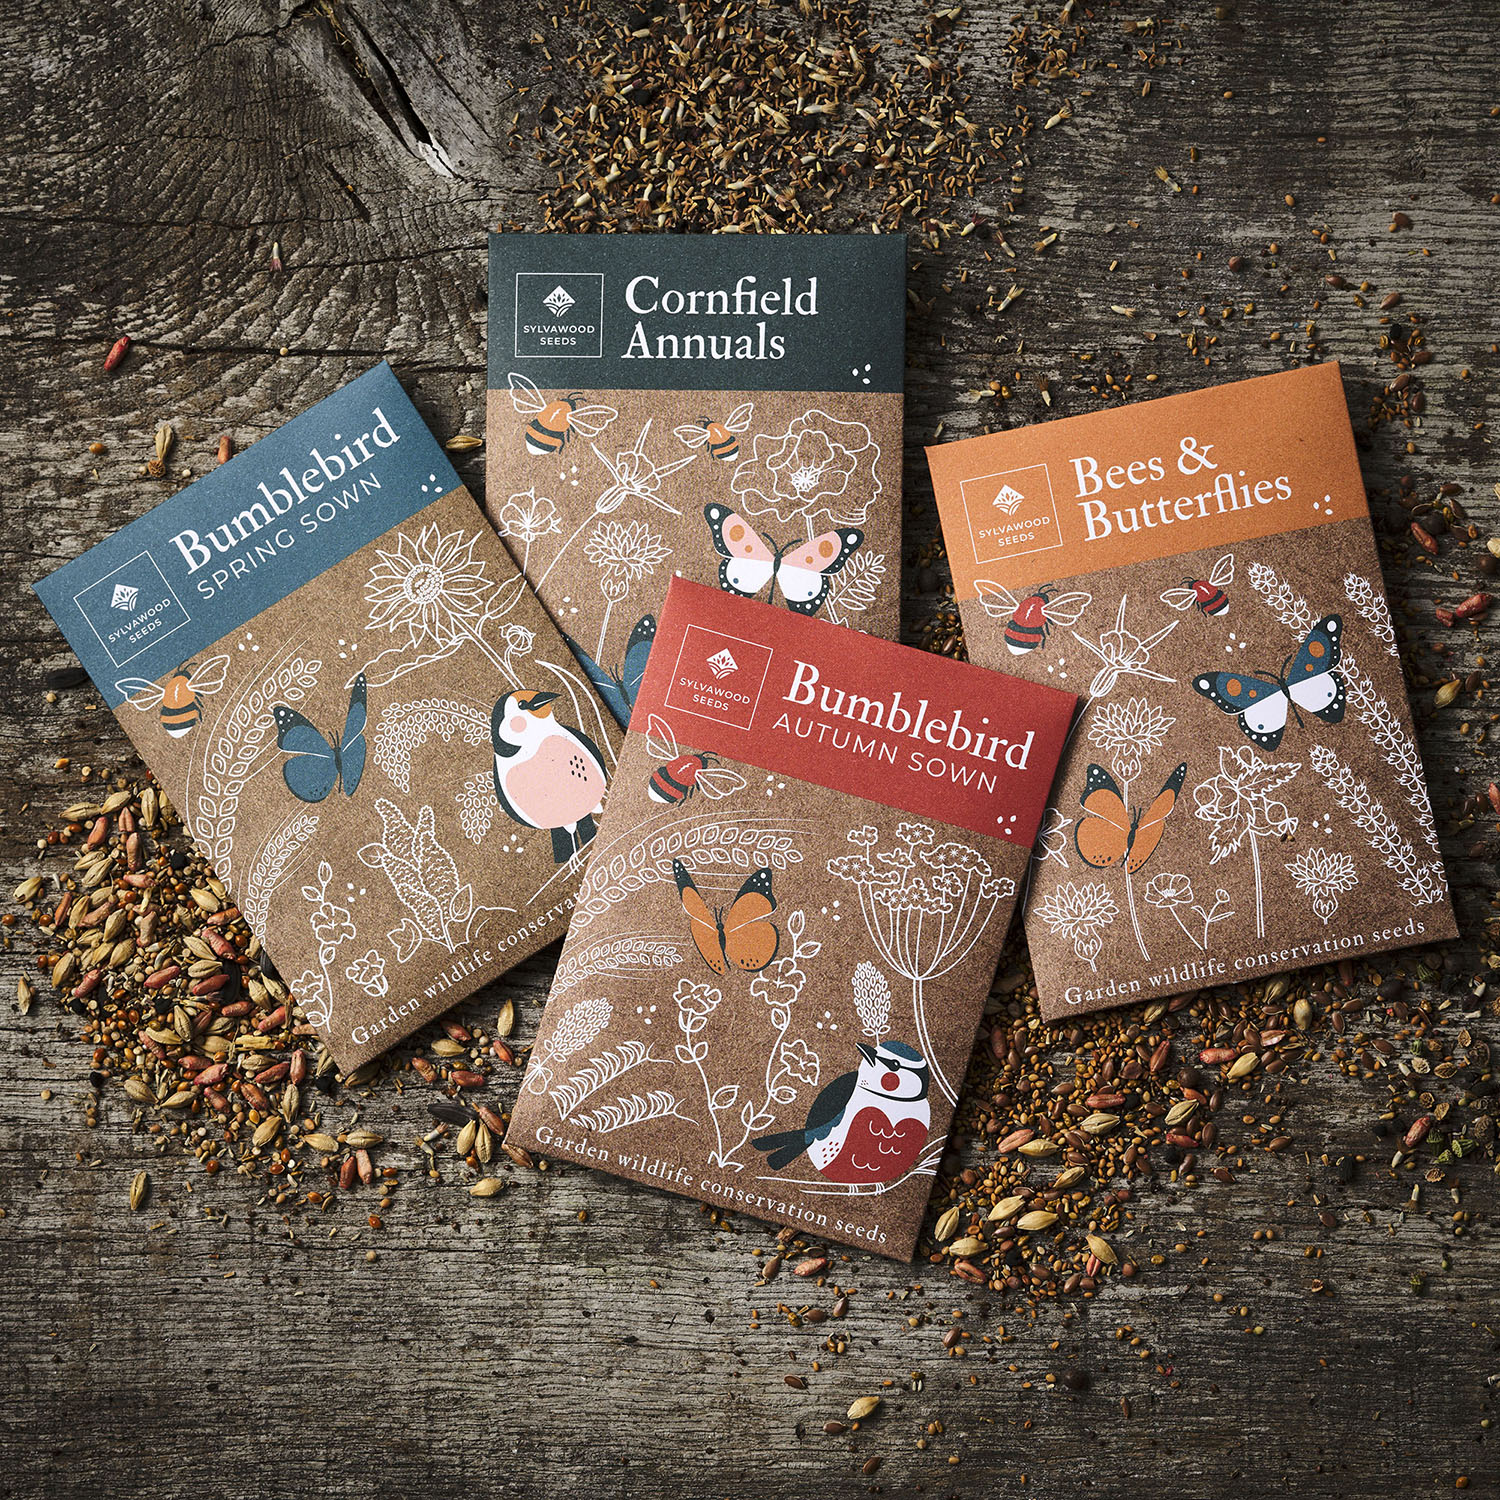 SYLVAWOOD
SEEDS
Cornfield
Annuals
SYLVAWOOD
SEEDS
Bumblebird
SPRING SOWN
Garden wildlife conserva
SYLVAWOOD
SEEDS
Bees &
Butterflies
Garden wildlife conservation seeds
SYLVAWOOD
SEEDS
Bumblebird
AUTUMN SOWN
Garden wildlife conservation seeds